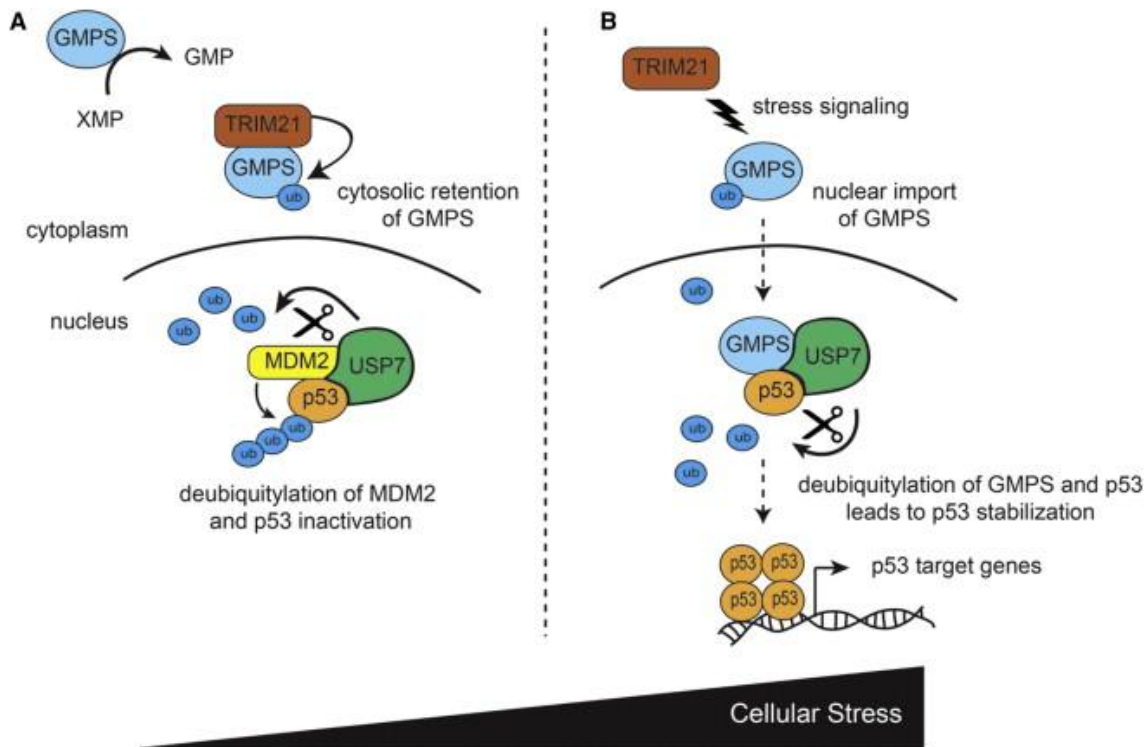 A
GMPS
GMP
XMP
TRIM21
GMPS
ub
cytosolic retention
of GMPS
cytoplasm
nucleus
ub
ub
ub
ub
MDM2
USP7
p53
ub
ub
ub
deubiquitylation of MDM2
and p53 inactivation
B
TRIM21
stress signaling
GMPS
ub
nuclear import
of GMPS
ub
GMPS
USP7
p53
ub
ub
ub
deubiquitylation of GMPS and p53
leads to p53 stabilization
p53 p53
p53 p53
p53 target genes
Cellular Stress